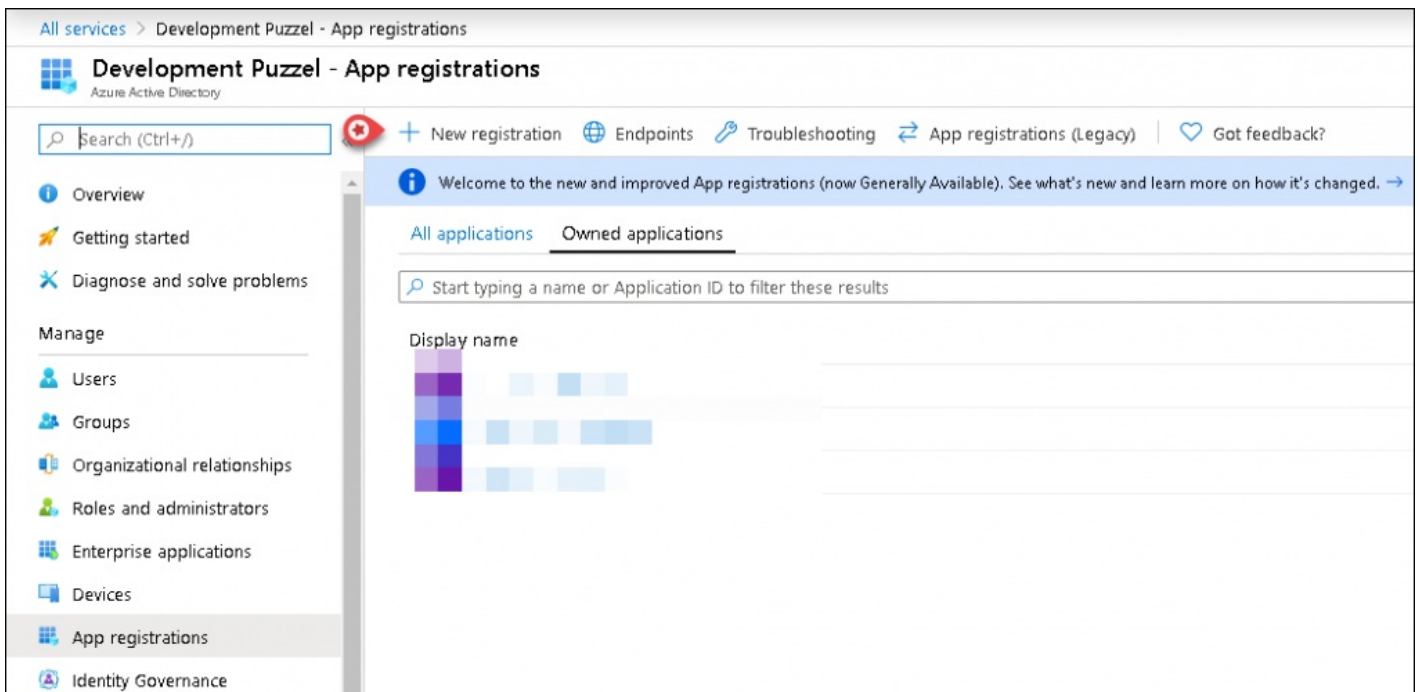 All services > Development Puzzel - App registrations
Development Puzzel - App registrations
Azure Active Directory
Search (Ctrl+/)
Overview
Getting started
Diagnose and solve problems
Manage
Users
Groups
Organizational relationships
Roles and administrators
Enterprise applications
Devices
App registrations
Identity Governance
New registration Endpoints Troubleshooting App registrations (Legacy) Got feedback?
Welcome to the new and improved App registrations (now Generally Available). See what's new and learn more on how it's changed. →
All applications Owned applications
Start typing a name or Application ID to filter these results
Display name